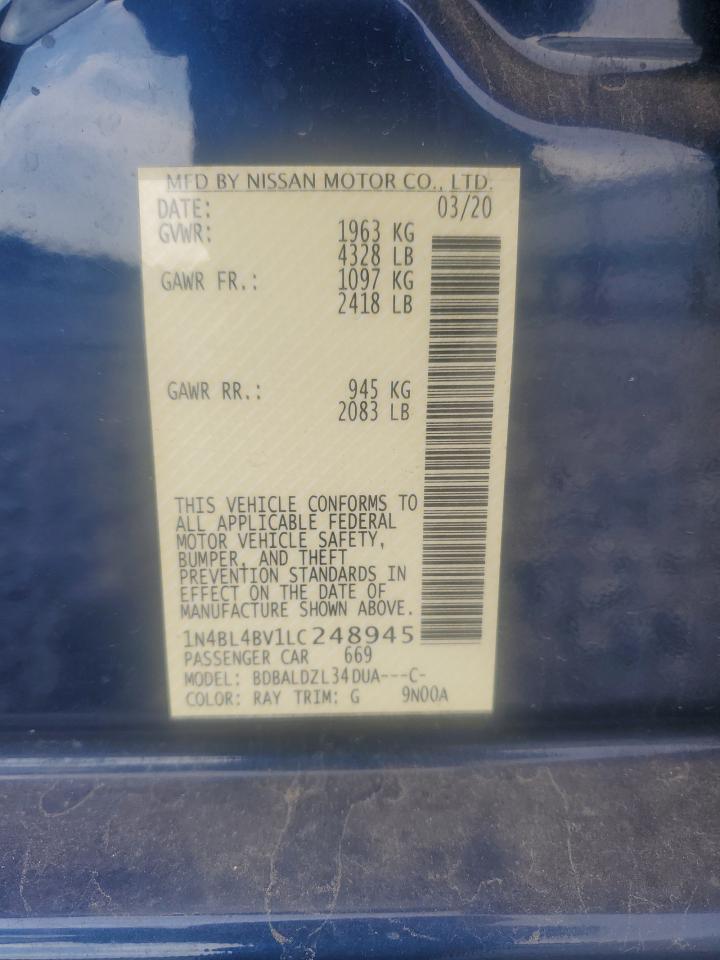 MFD BY NISSAN MOTOR CO., LTD.
DATE: 03/20
GVWR: 1963 KG
4328 LB
GAWR FR.: 1097 KG
2418 LB
GAWR RR.: 945 KG
2083 LB
THIS VEHICLE CONFORMS TO
ALL APPLICABLE FEDERAL
MOTOR VEHICLE SAFETY,
BUMPER, AND THEFT
PREVENTION STANDARDS IN
EFFECT ON THE DATE OF
MANUFACTURE SHOWN ABOVE.
1N4BL4BV1LC248945
PASSENGER CAR 669
MODEL: BDBALDZL34DUA---C-
COLOR: RAY TRIM: G 9N00A